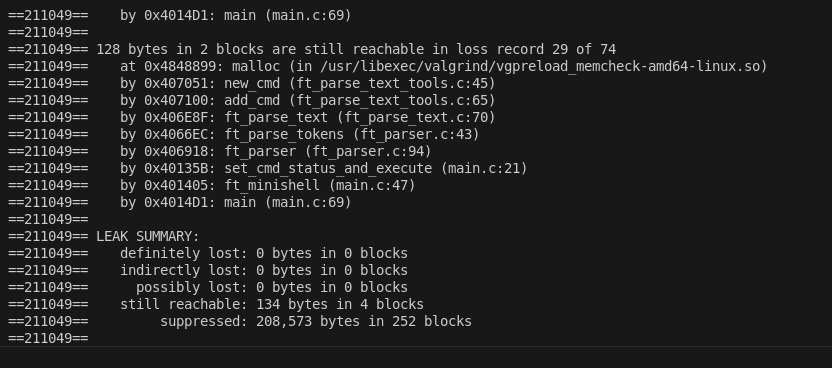 ==211049==    by 0x4014D1: main (main.c:69)
==211049==
==211049== 128 bytes in 2 blocks are still reachable in loss record 29 of 74
==211049==    at 0x4848899: malloc (in /usr/libexec/valgrind/vgpreload_memcheck-amd64-linux.so)
==211049==    by 0x407051: new_cmd (ft_parse_text_tools.c:45)
==211049==    by 0x407100: add_cmd (ft_parse_text_tools.c:65)
==211049==    by 0x406E8F: ft_parse_text (ft_parse_text.c:70)
==211049==    by 0x4066EC: ft_parse_tokens (ft_parser.c:43)
==211049==    by 0x406918: ft_parser (ft_parser.c:94)
==211049==    by 0x40135B: set_cmd_status_and_execute (main.c:21)
==211049==    by 0x401405: ft_minishell (main.c:47)
==211049==    by 0x4014D1: main (main.c:69)
==211049==
==211049== LEAK SUMMARY:
==211049==    definitely lost: 0 bytes in 0 blocks
==211049==    indirectly lost: 0 bytes in 0 blocks
==211049==      possibly lost: 0 bytes in 0 blocks
==211049==    still reachable: 134 bytes in 4 blocks
==211049==         suppressed: 208,573 bytes in 252 blocks
==211049==